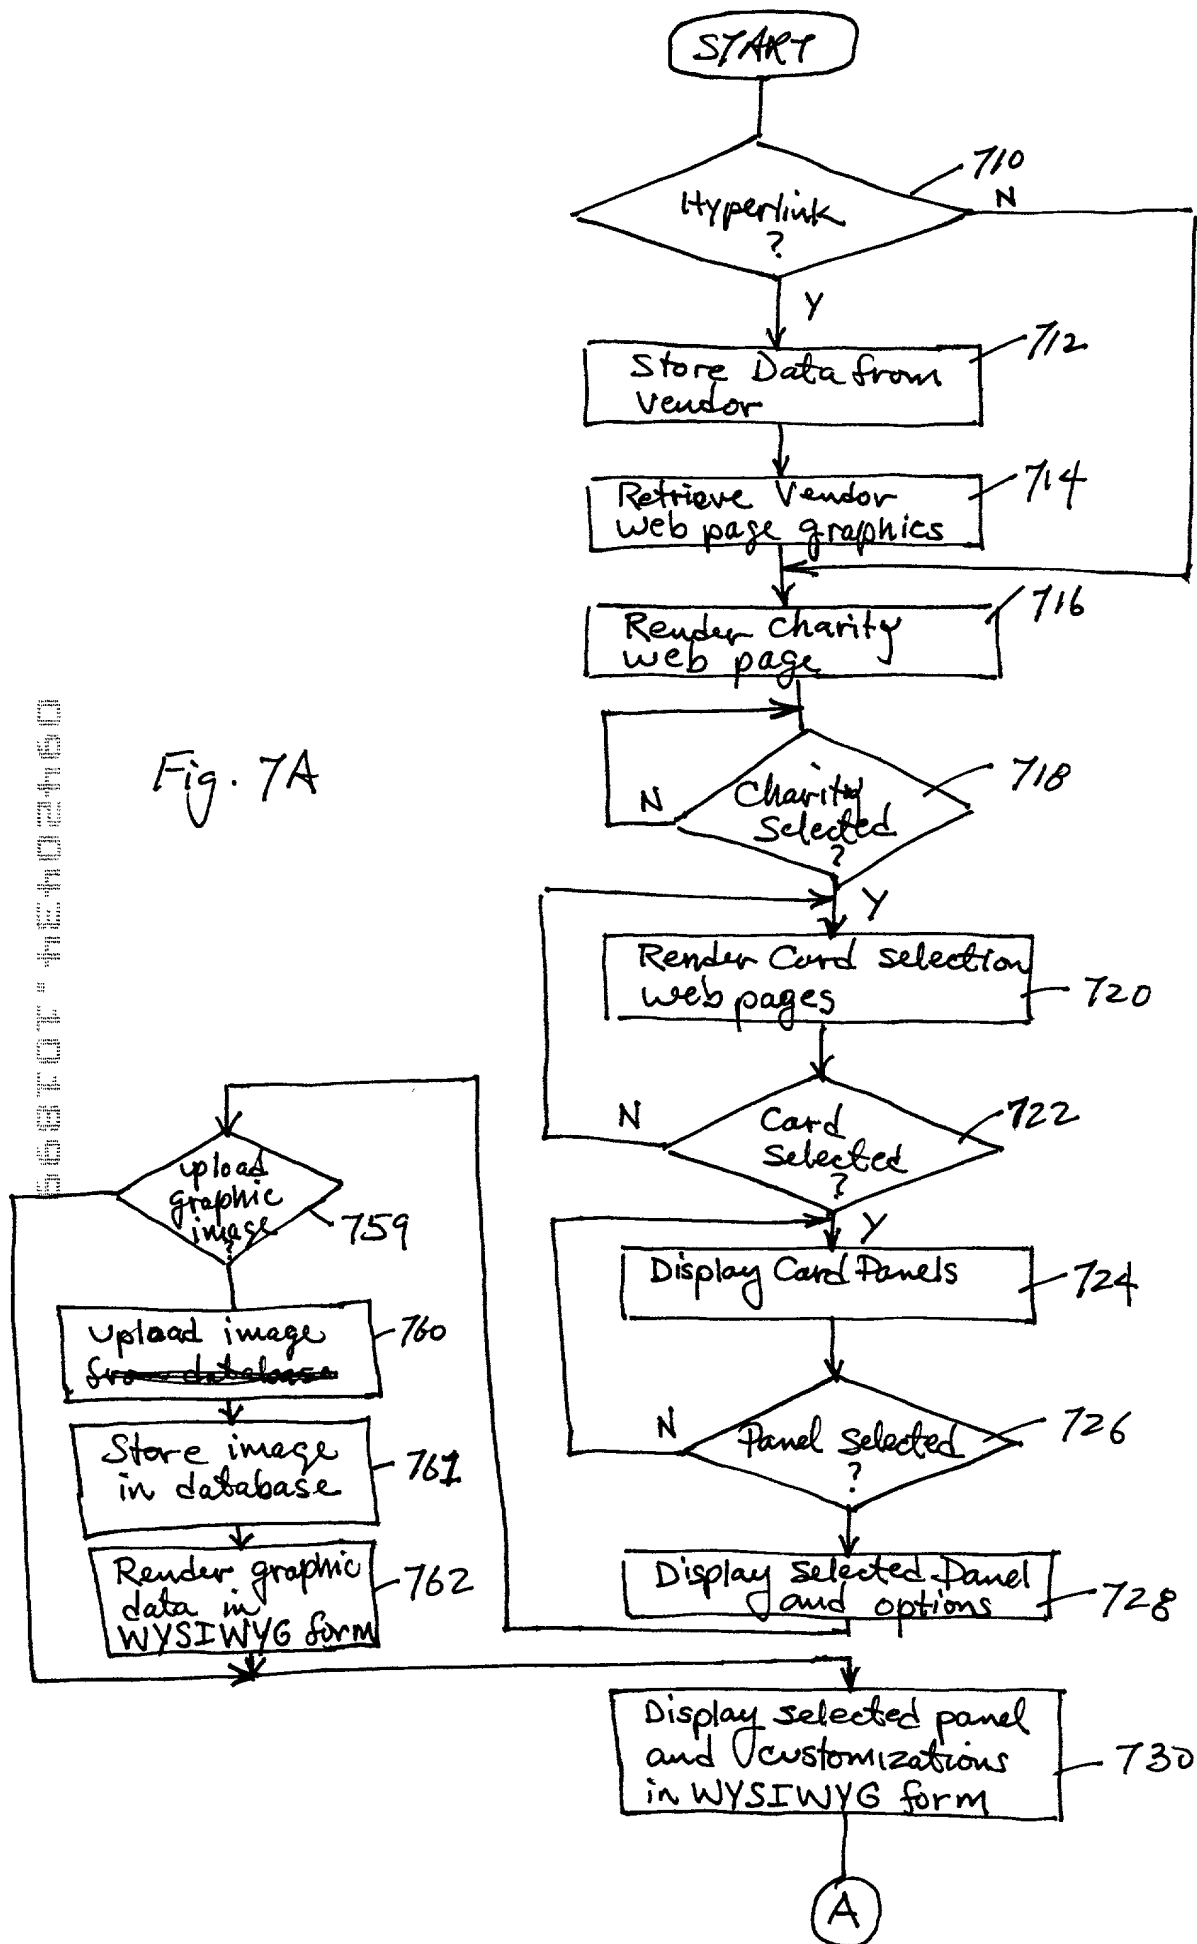 START
710
Hyperlink
?
N
Y
712
Store Data from
Vendor
714
Retrieve Vendor
web page graphics
716
Render Charity
web page
Fig. 7A
718
Charity
Selected
?
N
Y
Render Card selection
web pages
720
Card
Selected
?
N
722
Y
upload
graphic
image
?
759
Display Card Panels
724
Upload image
from database
760
Panel Selected
?
N
726
Store image
in database
761
Display selected Panel
and options
728
Render graphic
data in
WYSIWYG form
762
Display selected panel
and customizations
in WYSIWYG form
730
A